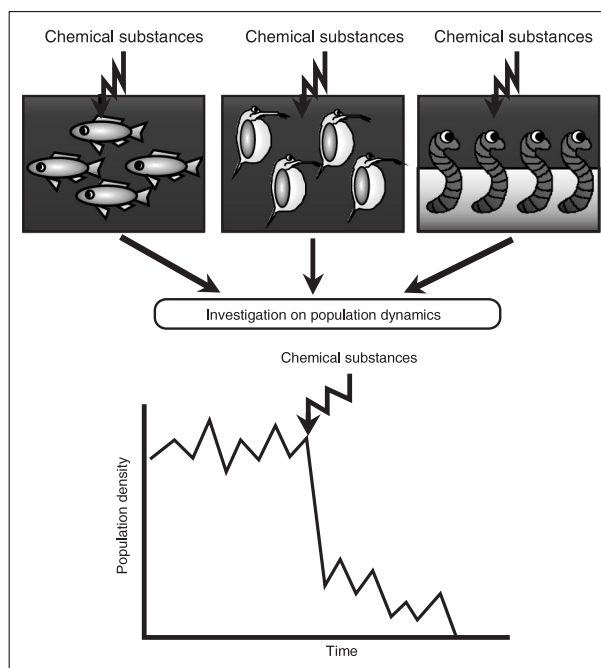 Chemical substances
Chemical substances
Chemical substances
Investigation on population dynamics
Chemical substances
Population density
Time